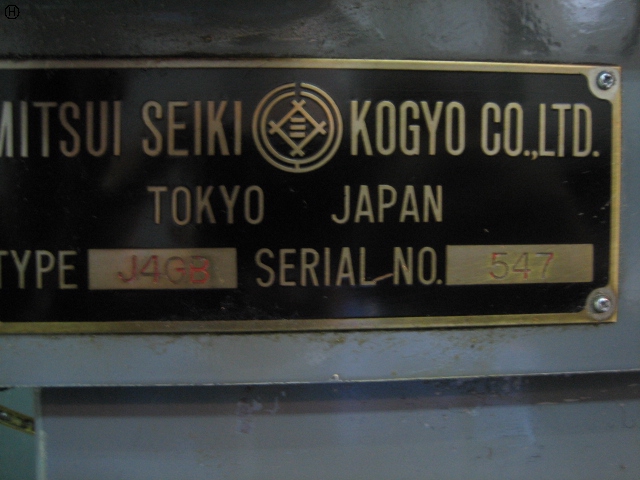 Ⓗ
MITSUI SEIKI KOGYO CO.,LTD.
TOKYO JAPAN
TYPE J4GB SERIAL NO. 547